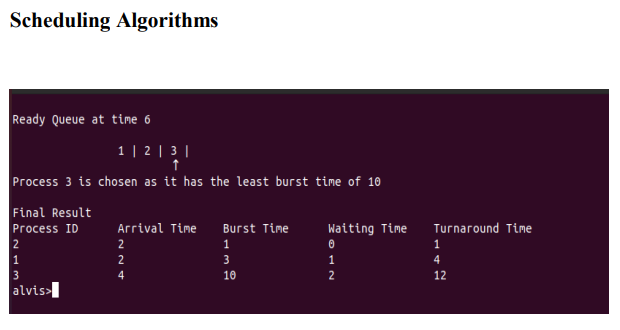 Scheduling Algorithms
Ready Queue at time 6
1 | 2 | 3 |
↑
Process 3 is chosen as it has the least burst time of 10
Final Result
Process ID Arrival Time Burst Time Waiting Time Turnaround Time
2 2 1 0 1
1 2 3 1 4
3 4 10 2 12
alvis>